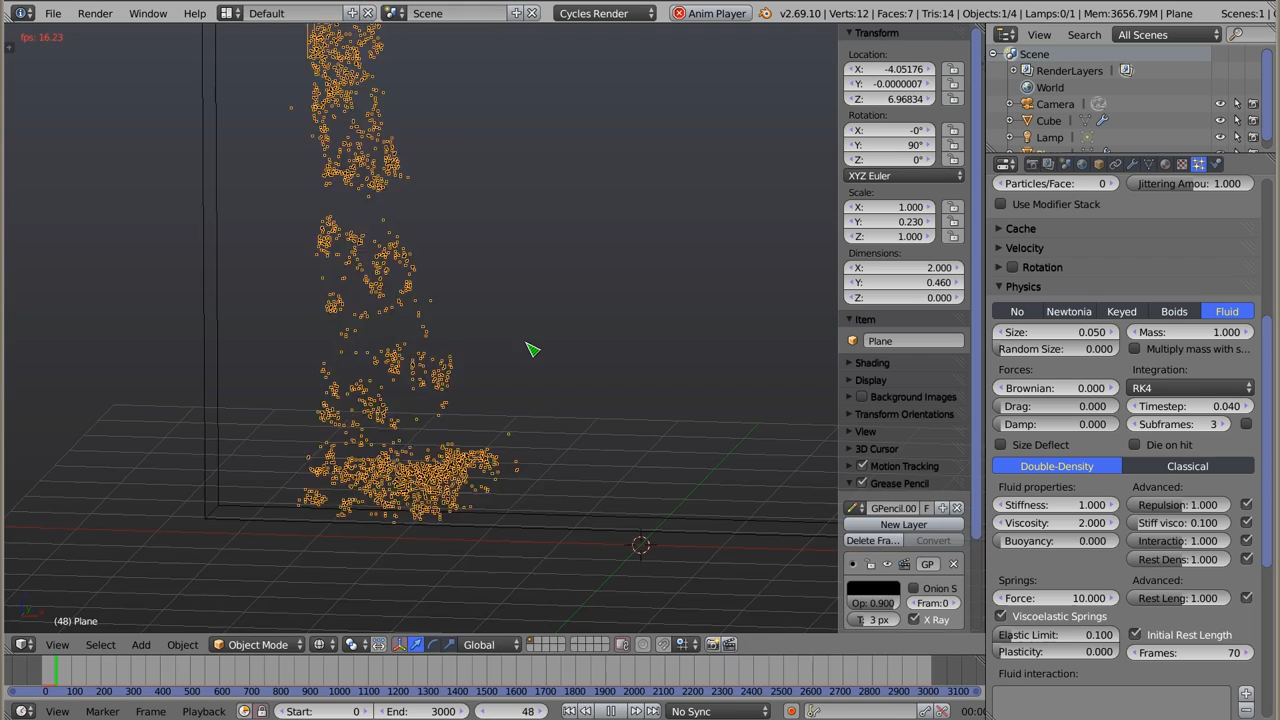 File Render Window Help Default Scene Cycles Render Anim Player v2.69.10 | Verts:12 | Faces:7 | Tris:14 | Objects:1/4 | Lamps:0/1 | Mem:3656.79M | Plane Scenes:1 |
fps: 16.23
Transform
Location:
X: -4.05176
Y: -0.0000007
Z: 6.96834
Rotation:
X: -0°
Y: 90°
Z: 0°
XYZ Euler
Scale:
X: 1.000
Y: 0.230
Z: 1.000
Dimensions:
X: 2.000
Y: 0.460
Z: 0.000
Item
Plane
Shading
Display
Background Images
Transform Orientations
View
3D Cursor
Motion Tracking
Grease Pencil
GPencil.00 F
New Layer
Delete Fra... Convert
GP
Onion S
Op: 0.900 Fram:0
T: 3 px X Ray
View Search All Scenes
Scene
RenderLayers
World
Camera
Cube
Lamp
Particles/Face: 0 Jittering Amou: 1.000
Use Modifier Stack
Cache
Velocity
Rotation
Physics
No Newtonia Keyed Boids Fluid
Size: 0.050 Mass: 1.000
Random Size: 0.000 Multiply mass with s...
Forces: Integration:
Brownian: 0.000 RK4
Drag: 0.000 Timestep: 0.040
Damp: 0.000 Subframes: 3
Size Deflect Die on hit
Double-Density Classical
Fluid properties: Advanced:
Stiffness: 1.000 Repulsion: 1.000
Viscosity: 2.000 Stiff visco: 0.100
Buoyancy: 0.000 Interactio: 1.000
Rest Dens: 1.000
Springs: Advanced:
Force: 10.000 Rest Leng: 1.000
Viscoelastic Springs
Elastic Limit: 0.100 Initial Rest Length
Plasticity: 0.000 Frames: 70
Fluid interaction:
(48) Plane
View Select Add Object Object Mode Global
0 100 200 300 400 500 600 700 800 900 1000 1100 1200 1300 1400 1500 1600 1700 1800 1900 2000 2100 2200 2300 2400 2500 2600 2700 2800 2900 3000 3100
View Marker Frame Playback Start: 0 End: 3000 48 No Sync